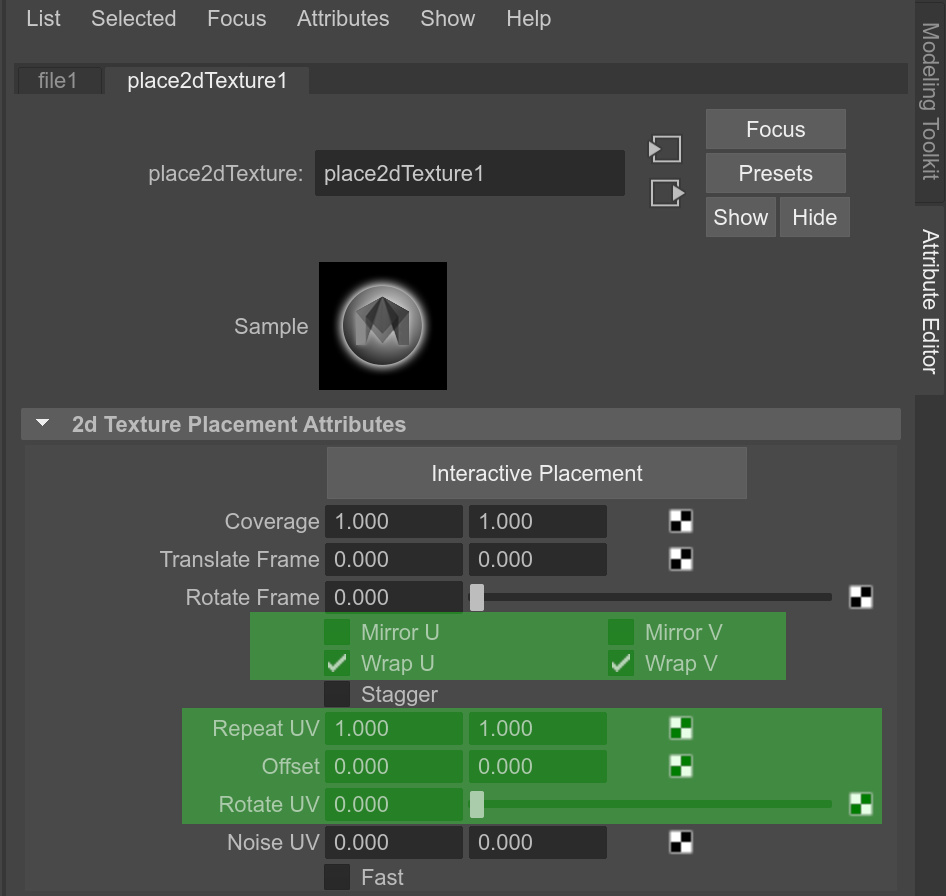 List Selected Focus Attributes Show Help
file1 place2dTexture1
place2dTexture: place2dTexture1
Focus
Presets
Show Hide
Sample
2d Texture Placement Attributes
Interactive Placement
Coverage 1.000 1.000
Translate Frame 0.000 0.000
Rotate Frame 0.000
Mirror U Mirror V
Wrap U Wrap V
Stagger
Repeat UV 1.000 1.000
Offset 0.000 0.000
Rotate UV 0.000
Noise UV 0.000 0.000
Fast
Modeling Toolkit
Attribute Editor